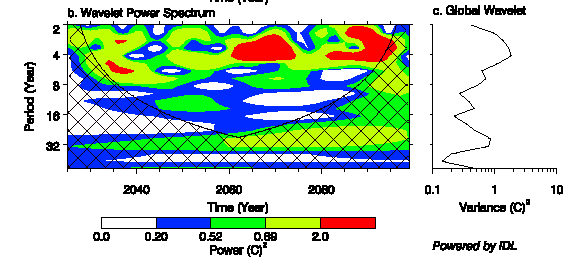 Time (Year)
b. Wavelet Power Spectrum
c. Global Wavelet
2
4
8
16
32
Period (Year)
2040 2060 2080
Time (Year)
0.0 0.20 0.52 0.89 2.0
Power (C)²
0.1 1 10
Variance (C)²
Powered by IDL